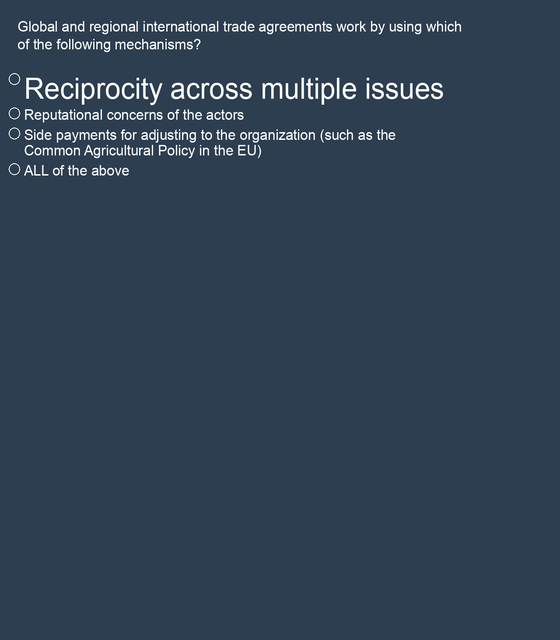 Global and regional international trade agreements work by using which
of the following mechanisms?
Reciprocity across multiple issues
Reputational concerns of the actors
Side payments for adjusting to the organization (such as the
Common Agricultural Policy in the EU)
ALL of the above